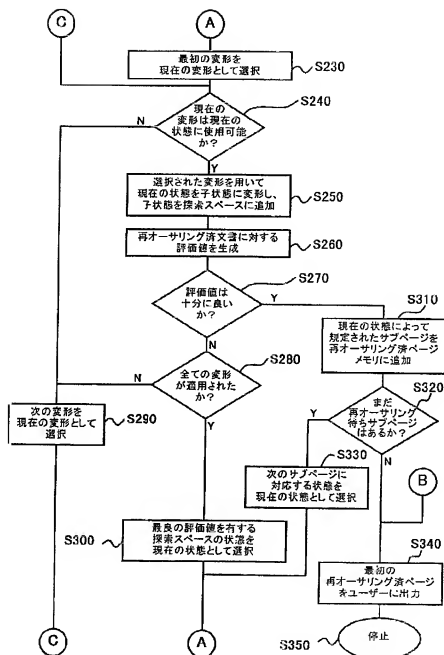 C
A
最初の変形を
現在の変形として選択
S230
S240
現在の
変形は現在の
状態に使用可能
か?
N
Y
選択された変形を用いて
現在の状態を子状態に変形し、
子状態を探索スペースに追加
S250
再オーサリング済文書に対する
評価値を生成
S260
S270
評価値は
十分に良い
か?
Y
N
S310
現在の状態によって
規定されたサブページを
再オーサリング済ページ
メモリに追加
S280
全ての変形
が適用されたか?
N
Y
S320
まだ
再オーサリング
待ちサブページ
はあるか?
Y
N
次の変形を
現在の変形として
選択
S290
S330
次のサブページに
対応する状態を
現在の状態として選択
B
S300
最良の評価値を有する
探索スペースの状態を
現在の状態として選択
S340
最初の
再オーサリング済ページ
をユーザーに出力
C
A
S350
停止